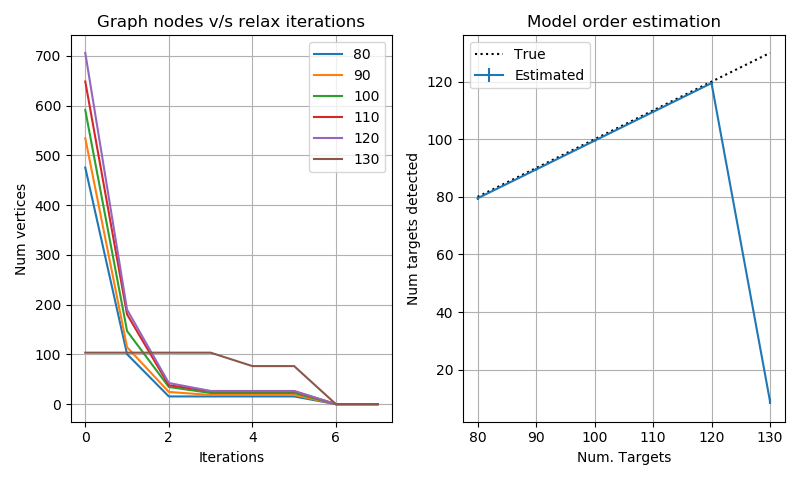 Graph nodes v/s relax iterations
700
600
500
400
300
200
100
0
Num vertices
0 2 4 6
Iterations
80
90
100
110
120
130
Model order estimation
True
Estimated
120
100
80
60
40
20
Num targets detected
80 90 100 110 120 130
Num. Targets